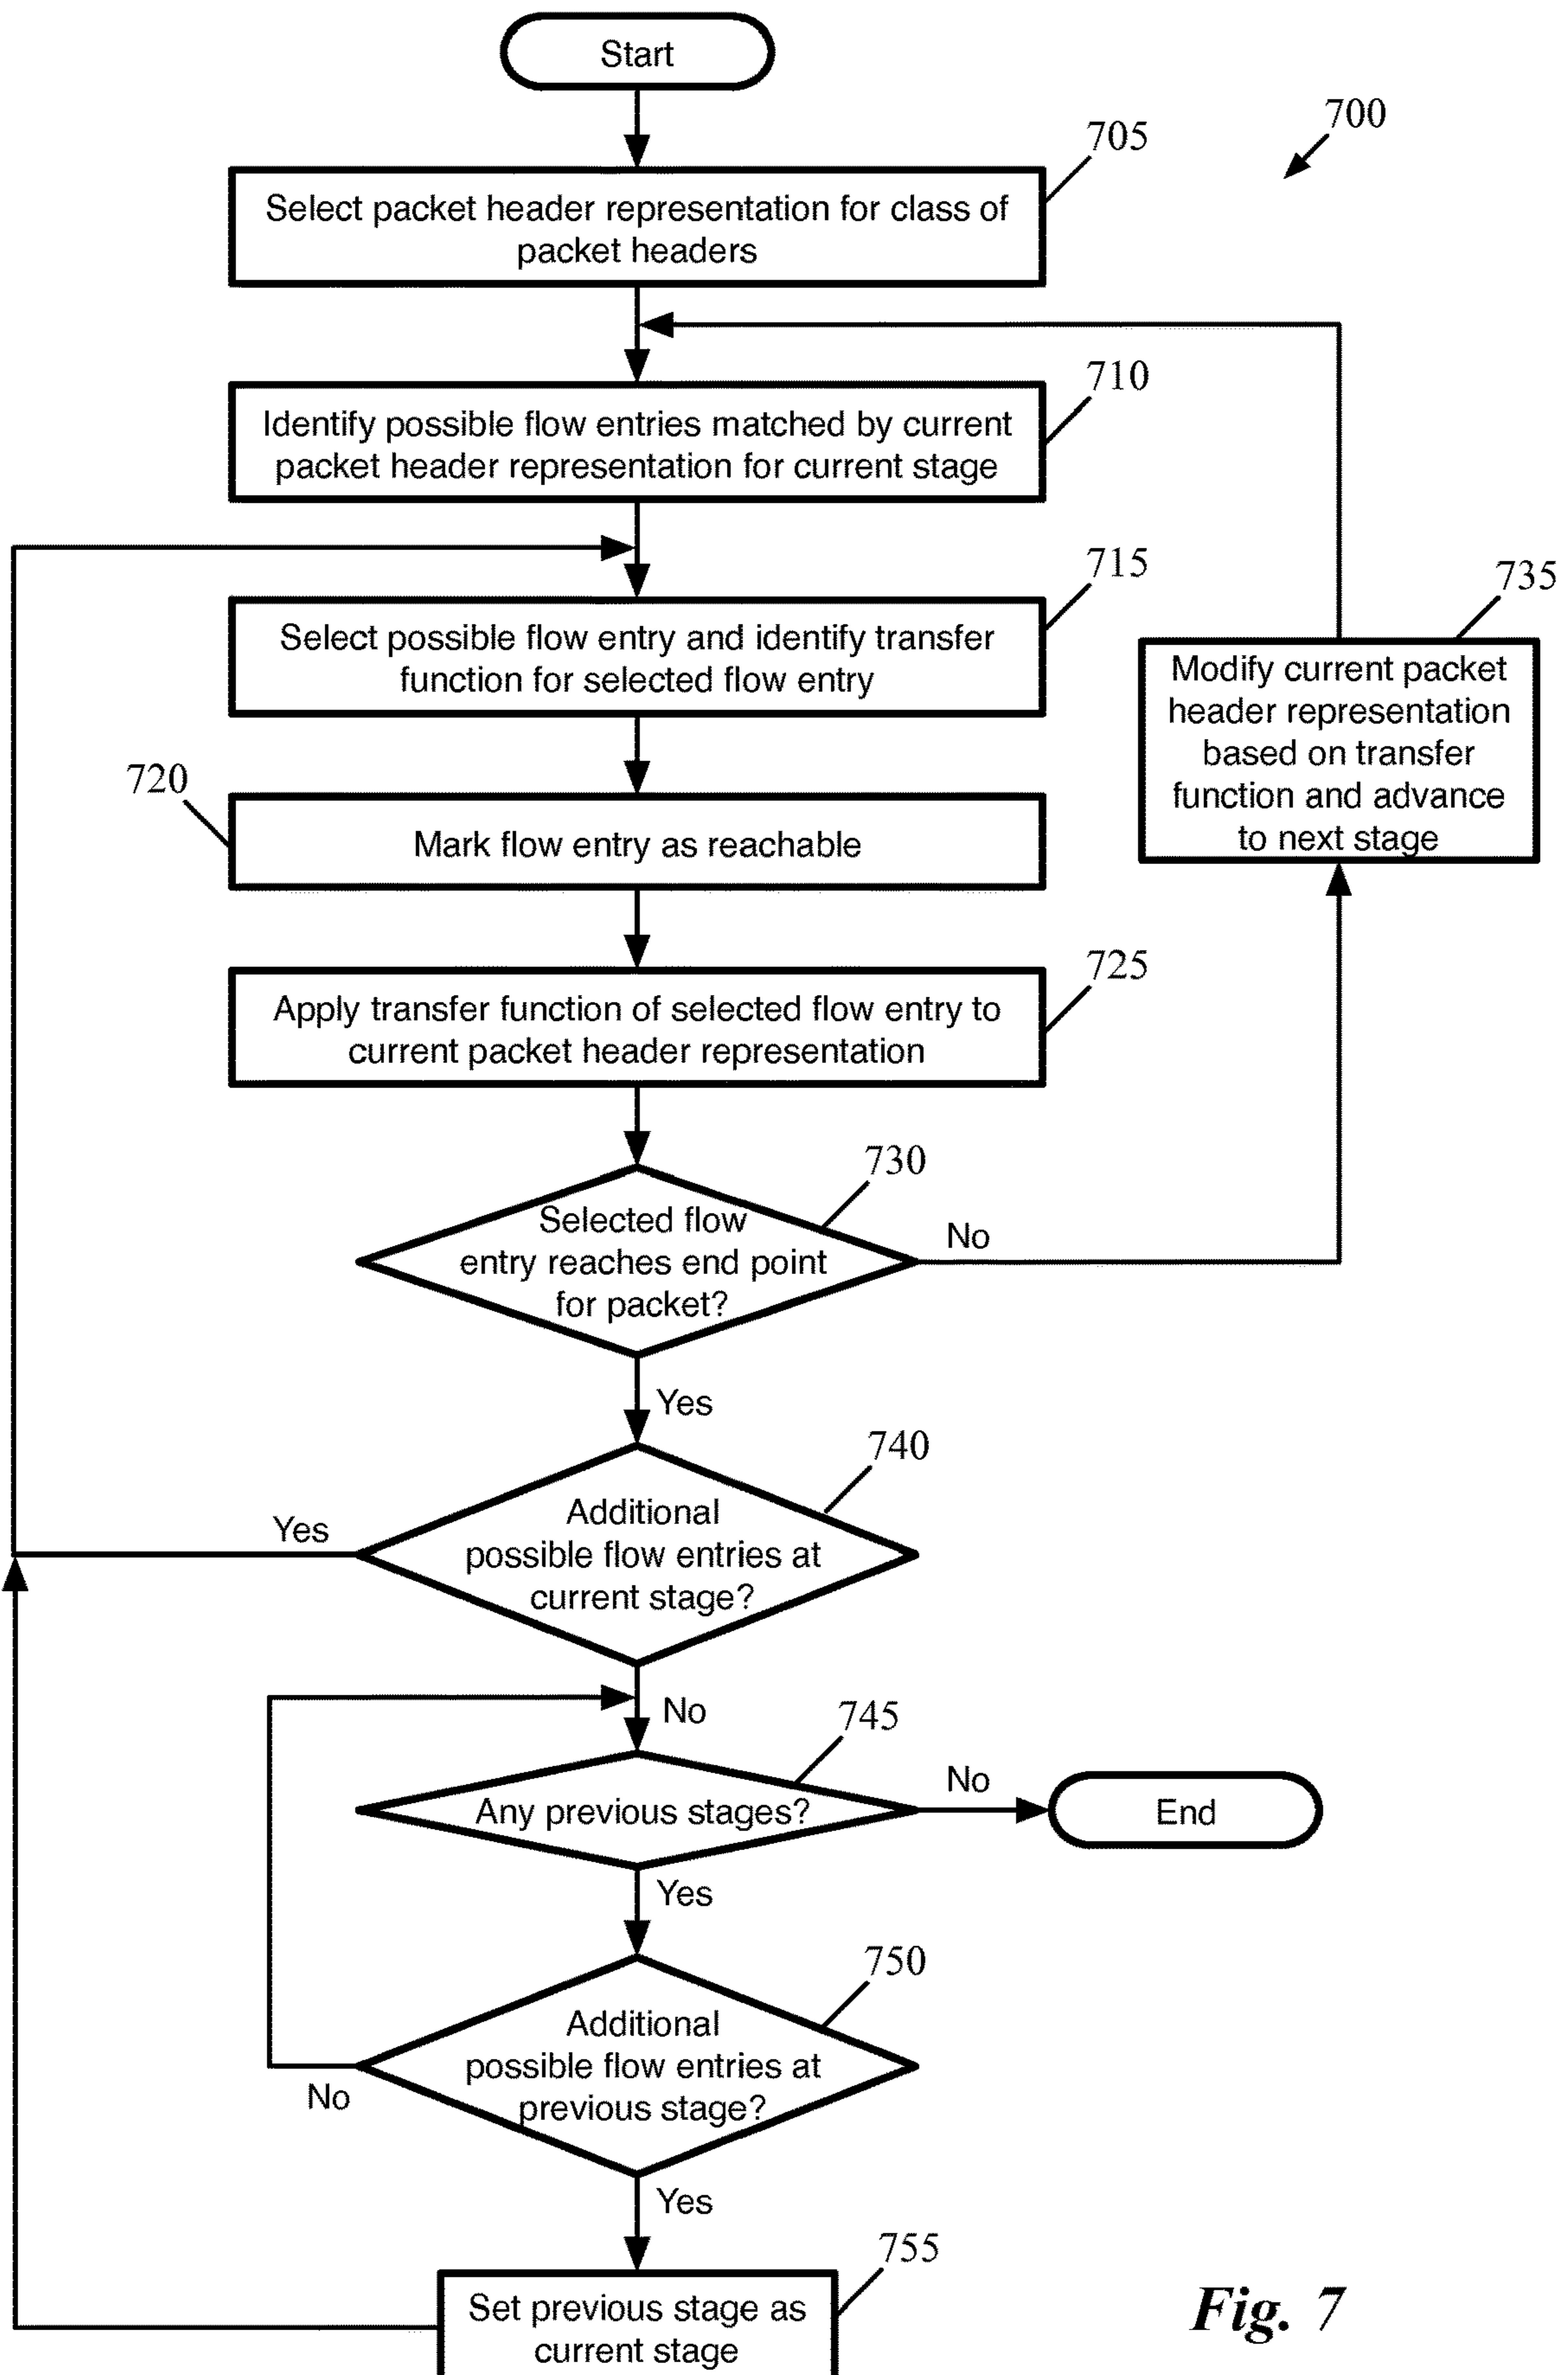 Start
700
705
Select packet header representation for class of
packet headers
710
Identify possible flow entries matched by current
packet header representation for current stage
715
Select possible flow entry and identify transfer
function for selected flow entry
735
Modify current packet
header representation
based on transfer
function and advance
to next stage
720
Mark flow entry as reachable
725
Apply transfer function of selected flow entry to
current packet header representation
730
Selected flow
entry reaches end point
for packet?
No
Yes
740
Additional
possible flow entries at
current stage?
Yes
No
745
Any previous stages?
No
End
Yes
750
Additional
possible flow entries at
previous stage?
No
Yes
755
Set previous stage as
current stage
Fig. 7